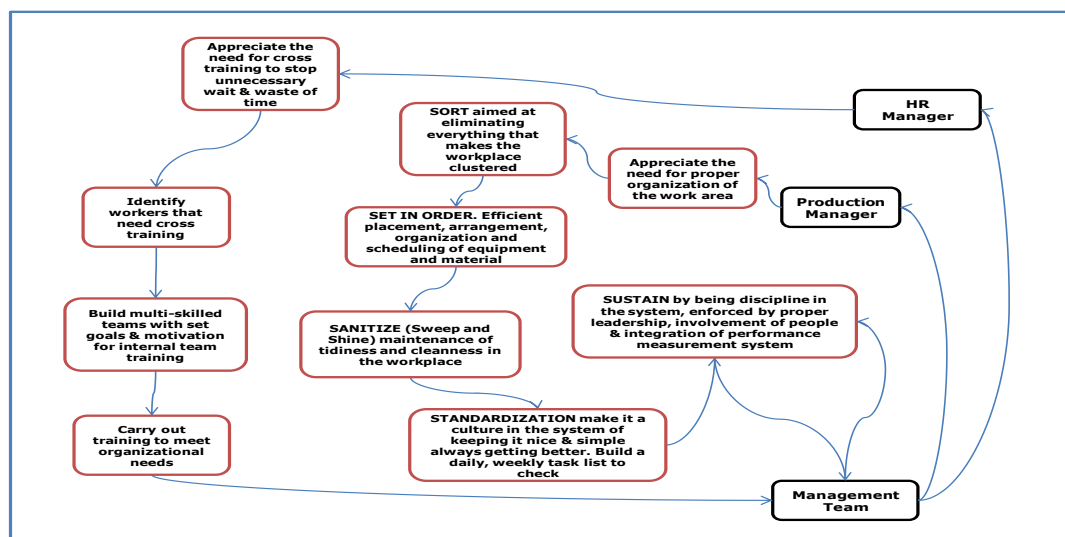 Appreciate the
need for cross
training to stop
unnecessary
wait & waste of
time
HR
Manager
SORT aimed at
eliminating
everything that
makes the
workplace
clustered
Appreciate the
need for proper
organization of
the work area
Production
Manager
Identify
workers that
need cross
training
SET IN ORDER. Efficient
placement, arrangement,
organization and
scheduling of equipment
and material
SUSTAIN by being discipline in
the system, enforced by proper
leadership, involvement of people
& integration of performance
measurement system
Build multi-skilled
teams with set
goals & motivation
for internal team
training
SANITIZE (Sweep and
Shine) maintenance of
tidiness and cleanness in
the workplace
Carry out
training to meet
organizational
needs
STANDARDIZATION make it a
culture in the system of
keeping it nice & simple
always getting better. Build a
daily, weekly task list to
check
Management
Team